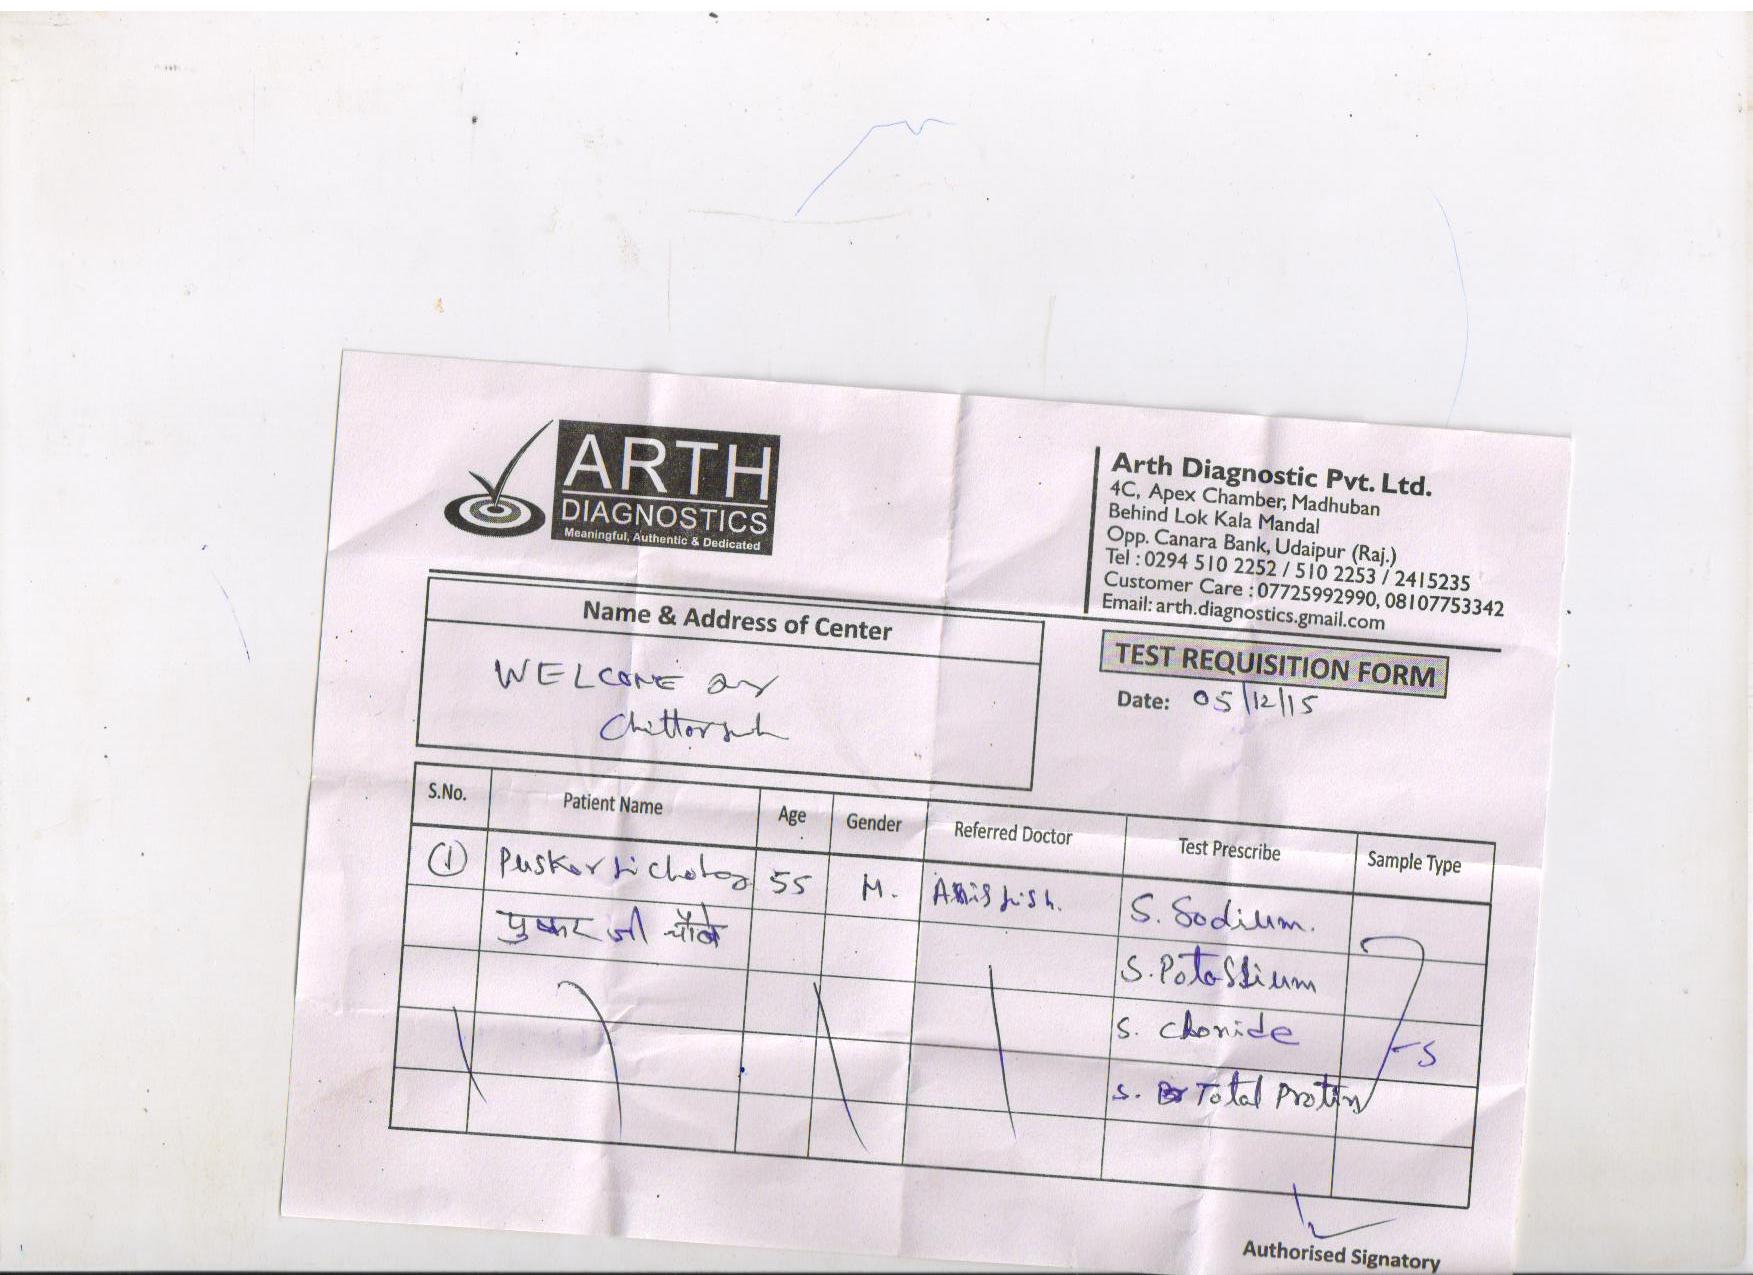 ARTH
DIAGNOSTICS
Meaningful, Authentic & Dedicated
Arth Diagnostic Pvt. Ltd.
4C, Apex Chamber, Madhuban
Behind Lok Kala Mandal
Opp. Canara Bank, Udaipur (Raj.)
Tel : 0294 510 2252 / 510 2253 / 2415235
Customer Care : 07725992990, 08107753342
Email: arth.diagnostics.gmail.com
Name & Address of Center
WELCOME
TEST REQUISITION FORM
Date: 05/12/15
S.No. Patient Name Age Gender Referred Doctor Test Prescribe Sample Type
1 Puskar 55 M. S. Sodium.
जी
S. Potassium
S. Cloride
S
S. Total Protin
Authorised Signatory